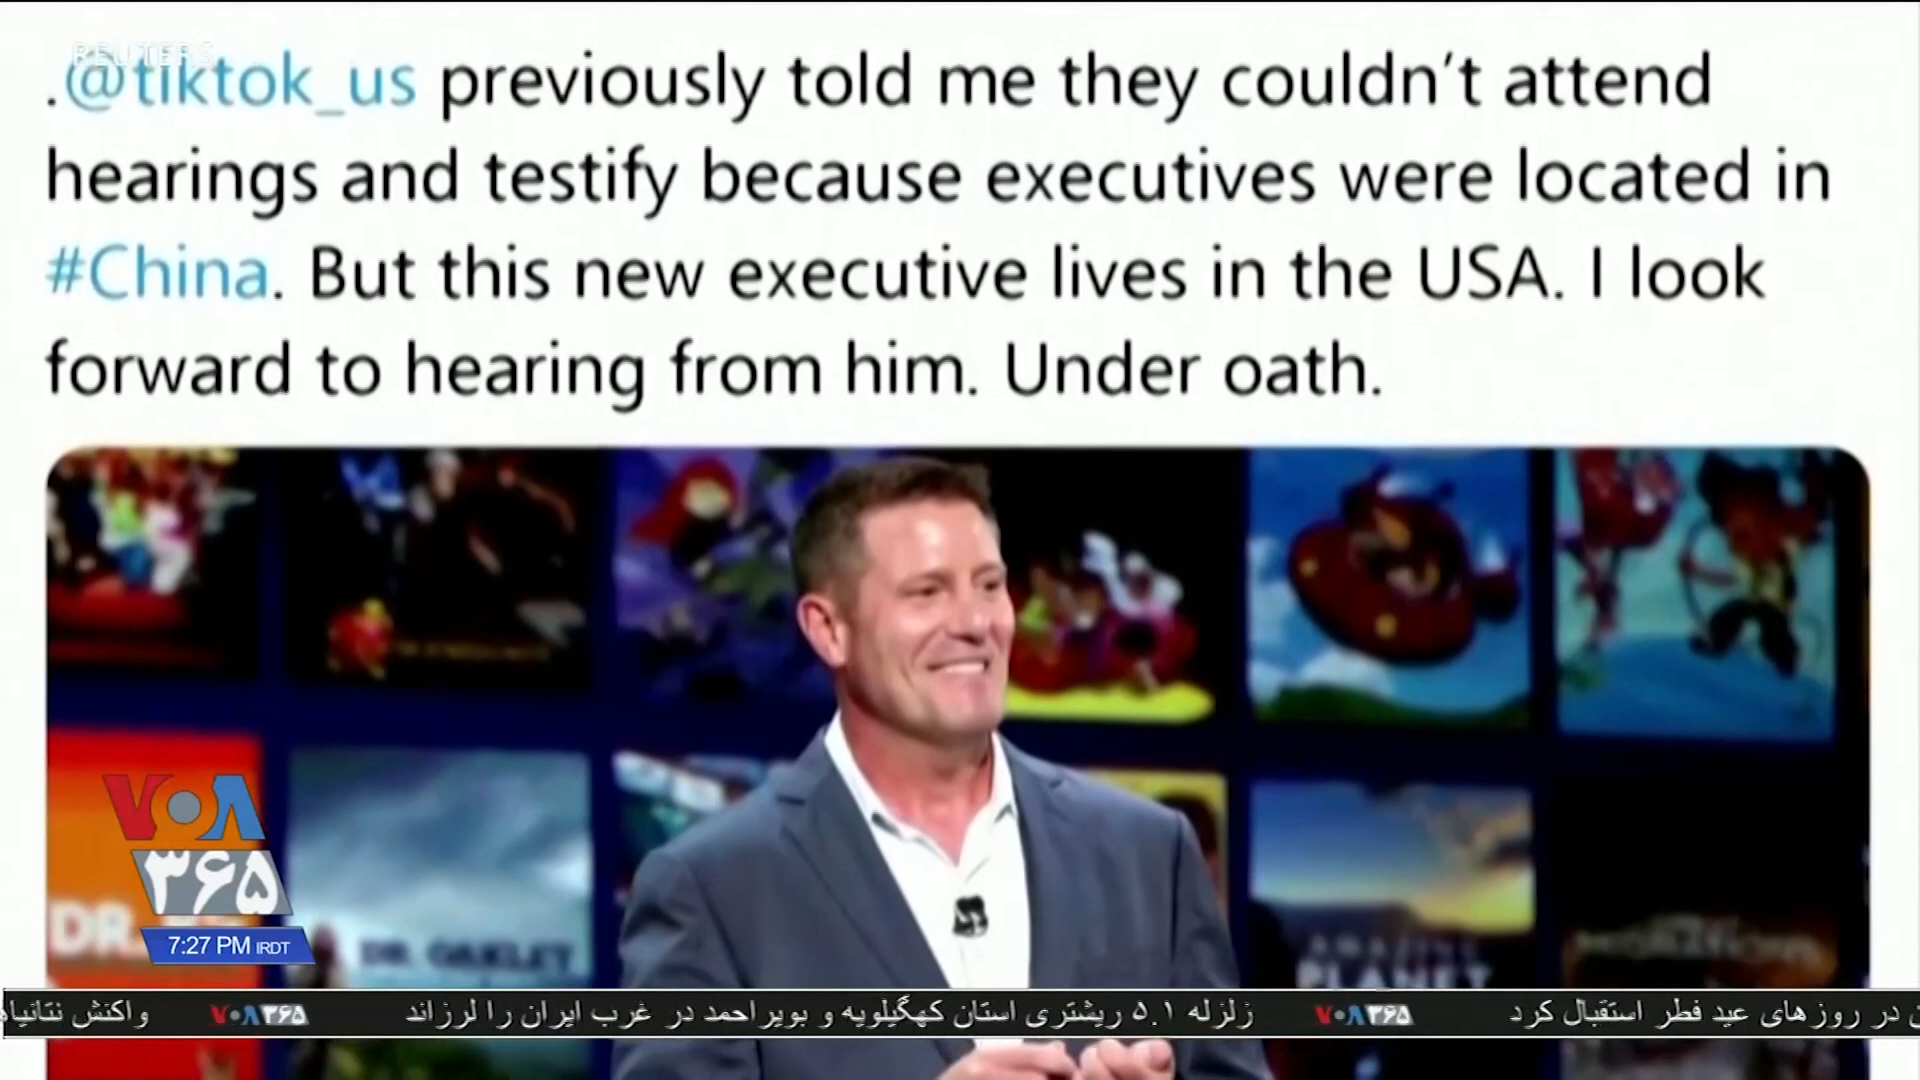 REUTERS
.@tiktok_us previously told me they couldn't attend
hearings and testify because executives were located in
#China. But this new executive lives in the USA. I look
forward to hearing from him. Under oath.
VOA
۳۶۵
DR.
DR. OAKLEY
PLANET
7:27 PM IRDT
ن در روزهای عید فطر استقبال کرد VOA۳۶۵ زلزله ۵.۱ ریشتری استان کهگیلویه و بویراحمد در غرب ایران را لرزاند VOA۳۶۵ واکنش نتانیاه